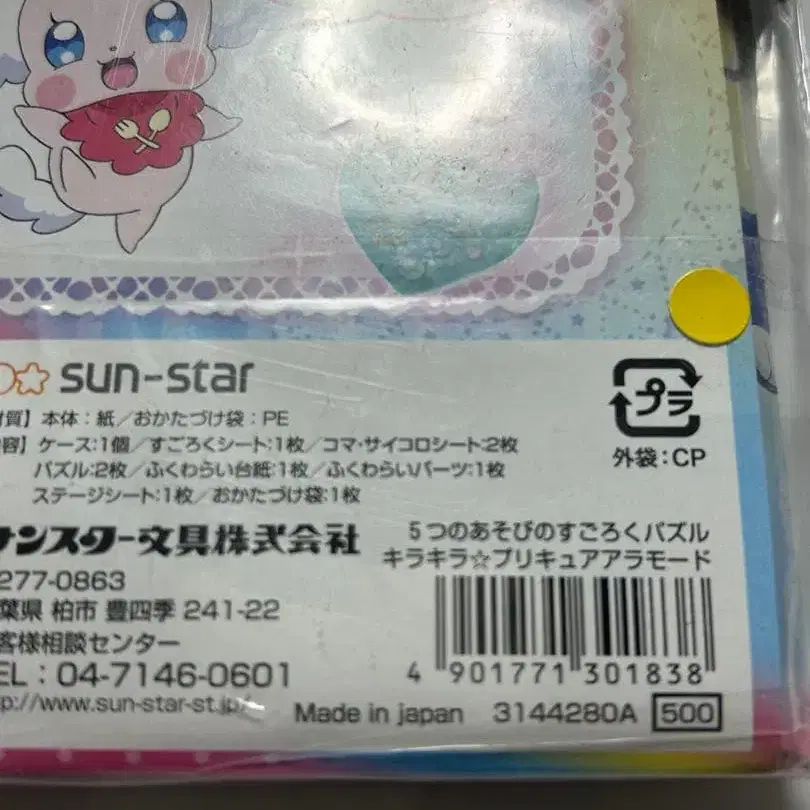 sun-star
プラ
外袋:CP
材質】本体:紙/おかたづけ袋:PE
内容】ケース:1個/すごろくシート:1枚/コマ・サイコロシート:2枚
パズル:2枚/ふくわらい台紙:1枚/ふくわらいパーツ:1枚
ステージシート:1枚/おかたづけ袋:1枚
サンスター文具株式会社
277-0863
葉県 柏市 豊四季 241-22
客様相談センター
TEL:04-7146-0601
http://www.sun-star-st.jp/
5つのあそびのすごろくパズル
キラキラ☆プリキュアアラモード
4 901771 301838
Made in japan 3144280A 500